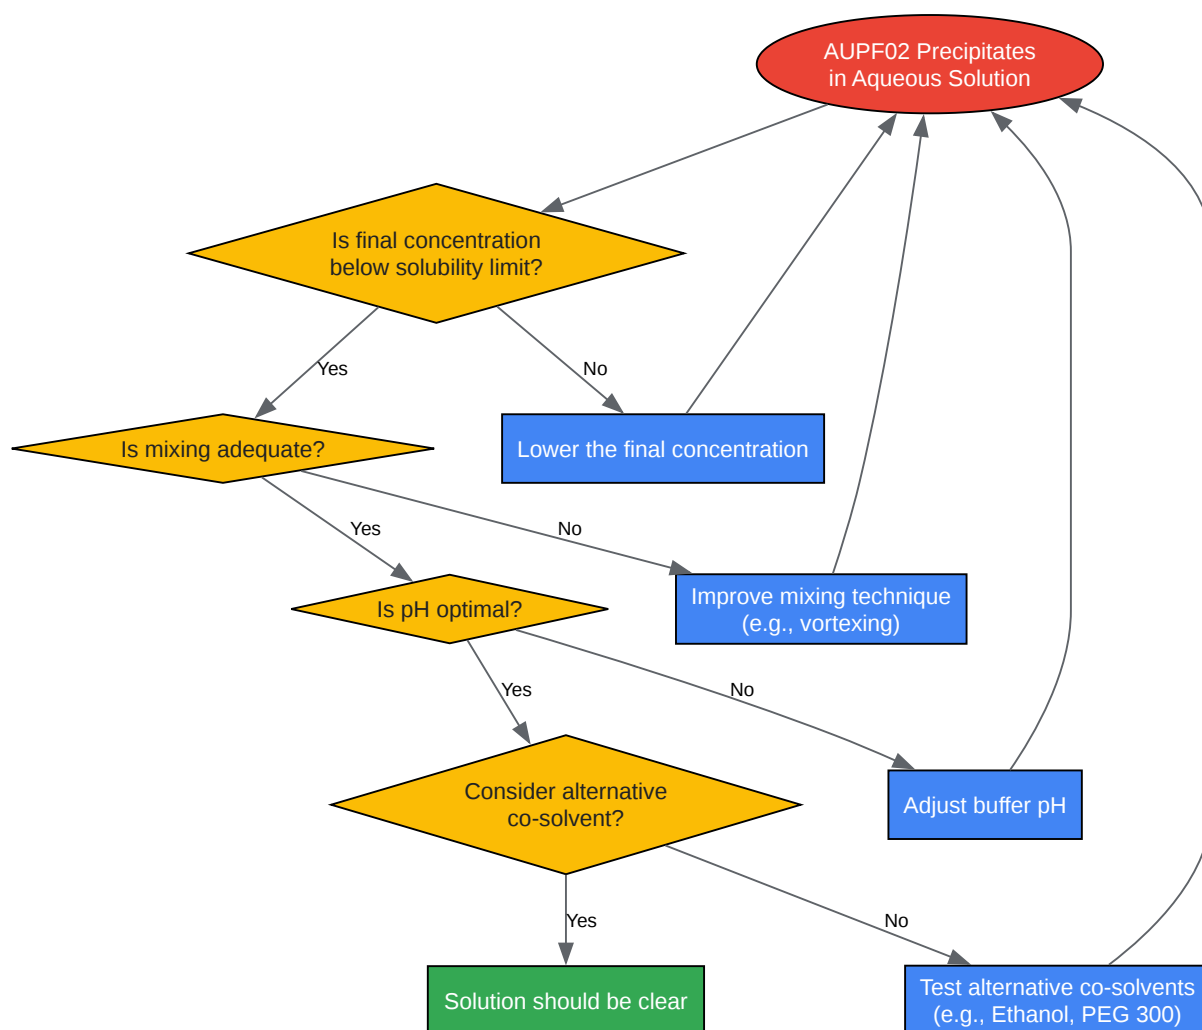 AUPF02 Precipitates
in Aqueous Solution
Is final concentration
below solubility limit?
Yes
No
Is mixing adequate?
Lower the final concentration
Yes
No
Is pH optimal?
Improve mixing technique
(e.g., vortexing)
Yes
No
Consider alternative
co-solvent?
Adjust buffer pH
Yes
No
Solution should be clear
Test alternative co-solvents
(e.g., Ethanol, PEG 300)